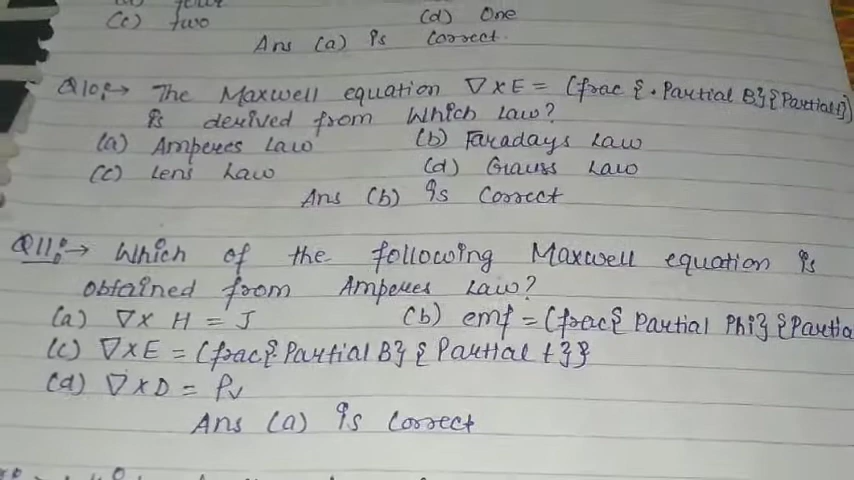 (c) two (d) One
Ans (a) is correct.
Q10:→ The Maxwell equation ∇×E = (frac {.Partial B}{Partial t})
is derived from Which Law?
(a) Amperes Law (b) Faradays Law
(c) Lens Law (d) Gauss Law
Ans (b) is Correct
Q11:→ Which of the following Maxwell equation is
obtained from Amperes Law?
(a) ∇× H = J (b) emf = (frac{ Partial Phi} {Partia
(c) ∇×E = (frac{Partial B} { Partial t}}
(d) ∇×D = ρv
Ans (a) is Correct